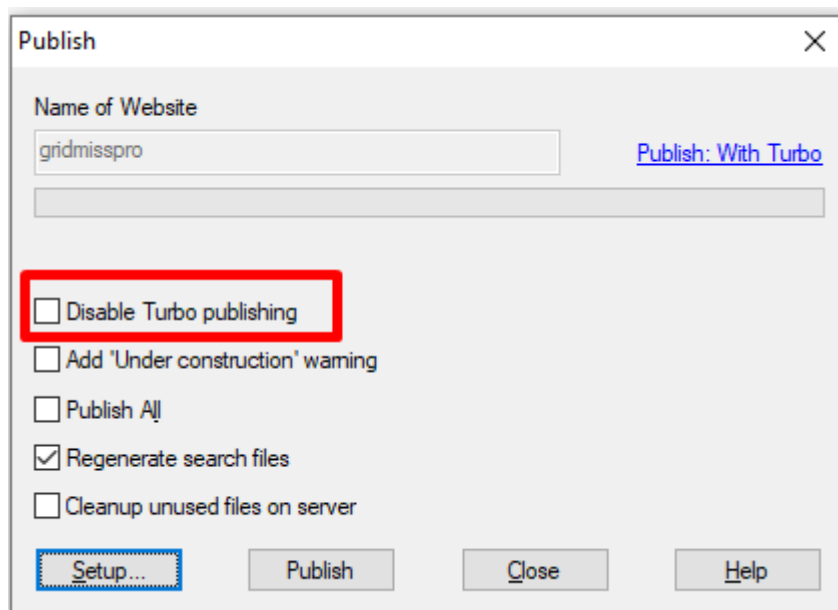 Publish
Name of Website
gridmisspro
Publish: With Turbo
Disable Turbo publishing
Add 'Under construction' warning
Publish All
Regenerate search files
Cleanup unused files on server
Setup... Publish Close Help